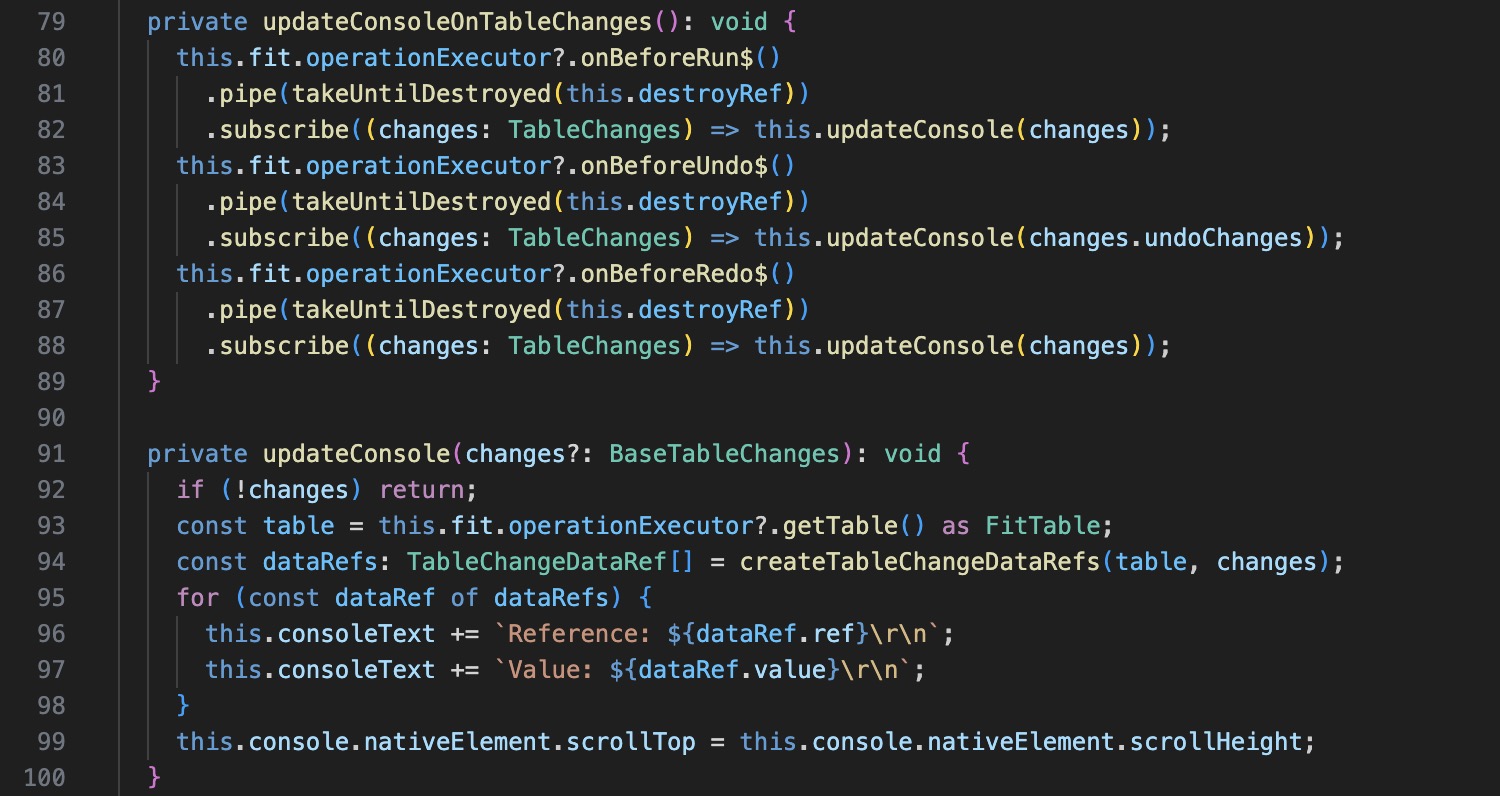 79 private updateConsoleOnTableChanges(): void {
80 this.fit.operationExecutor?.onBeforeRun$()
81 .pipe(takeUntilDestroyed(this.destroyRef))
82 .subscribe((changes: TableChanges) => this.updateConsole(changes));
83 this.fit.operationExecutor?.onBeforeUndo$()
84 .pipe(takeUntilDestroyed(this.destroyRef))
85 .subscribe((changes: TableChanges) => this.updateConsole(changes.undoChanges));
86 this.fit.operationExecutor?.onBeforeRedo$()
87 .pipe(takeUntilDestroyed(this.destroyRef))
88 .subscribe((changes: TableChanges) => this.updateConsole(changes));
89 }
90
91 private updateConsole(changes?: BaseTableChanges): void {
92 if (!changes) return;
93 const table = this.fit.operationExecutor?.getTable() as FitTable;
94 const dataRefs: TableChangeDataRef[] = createTableChangeDataRefs(table, changes);
95 for (const dataRef of dataRefs) {
96 this.consoleText += `Reference: ${dataRef.ref}\r\n`;
97 this.consoleText += `Value: ${dataRef.value}\r\n`;
98 }
99 this.console.nativeElement.scrollTop = this.console.nativeElement.scrollHeight;
100 }